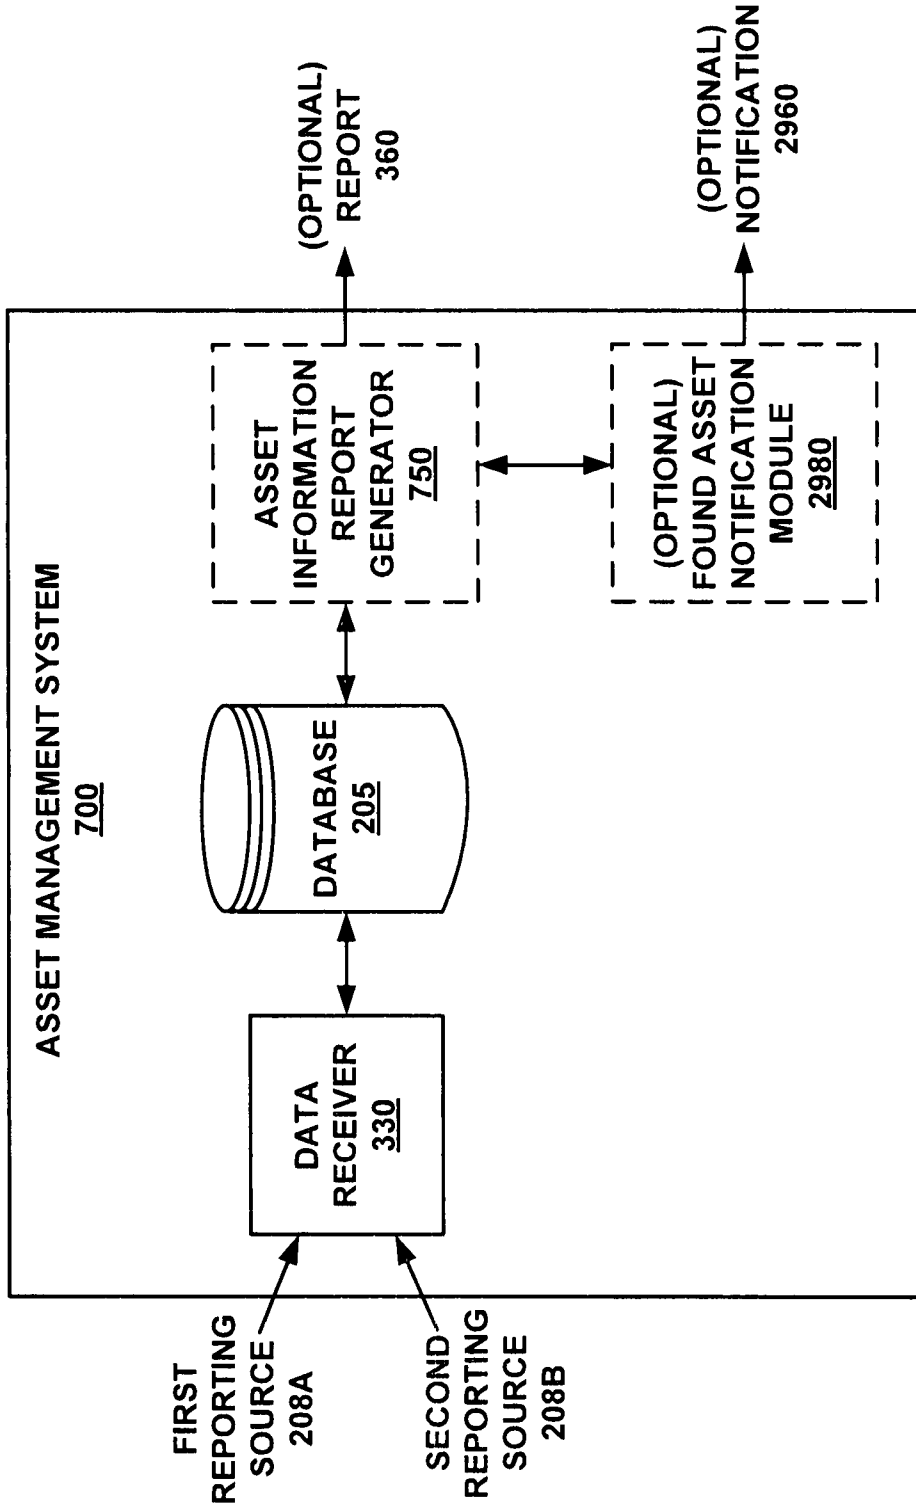 ASSET MANAGEMENT SYSTEM
700
FIRST
REPORTING
SOURCE
208A
SECOND
REPORTING
SOURCE
208B
DATA
RECEIVER
330
DATABASE
205
ASSET
INFORMATION
REPORT
GENERATOR
750
(OPTIONAL)
REPORT
360
(OPTIONAL)
FOUND ASSET
NOTIFICATION
MODULE
2980
(OPTIONAL)
NOTIFICATION
2960